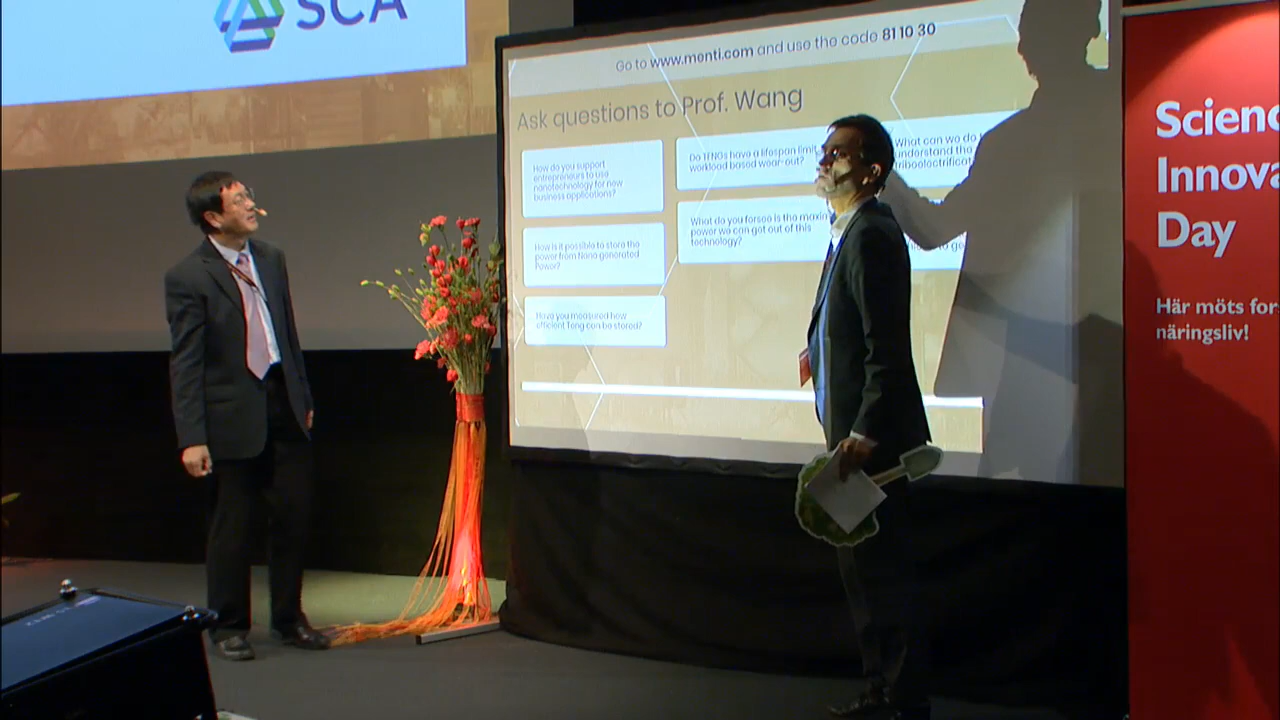 SCA
Go to www.menti.com and use the code 81 10 30
Ask questions to Prof. Wang
How do you support
entrepreneurs to use
nanotechnology for new
business applications?
How is it possible to store the
power from Nano generated
Power?
Have you measured how
efficient Teng can be stored?
Do TENGs have a lifespan limit
workload based wear-out?
What do you forsee is the
power we can get out of this
technology?
What can we do
understand the
to
Science
Innova
Day
Här möts for
näringsliv!